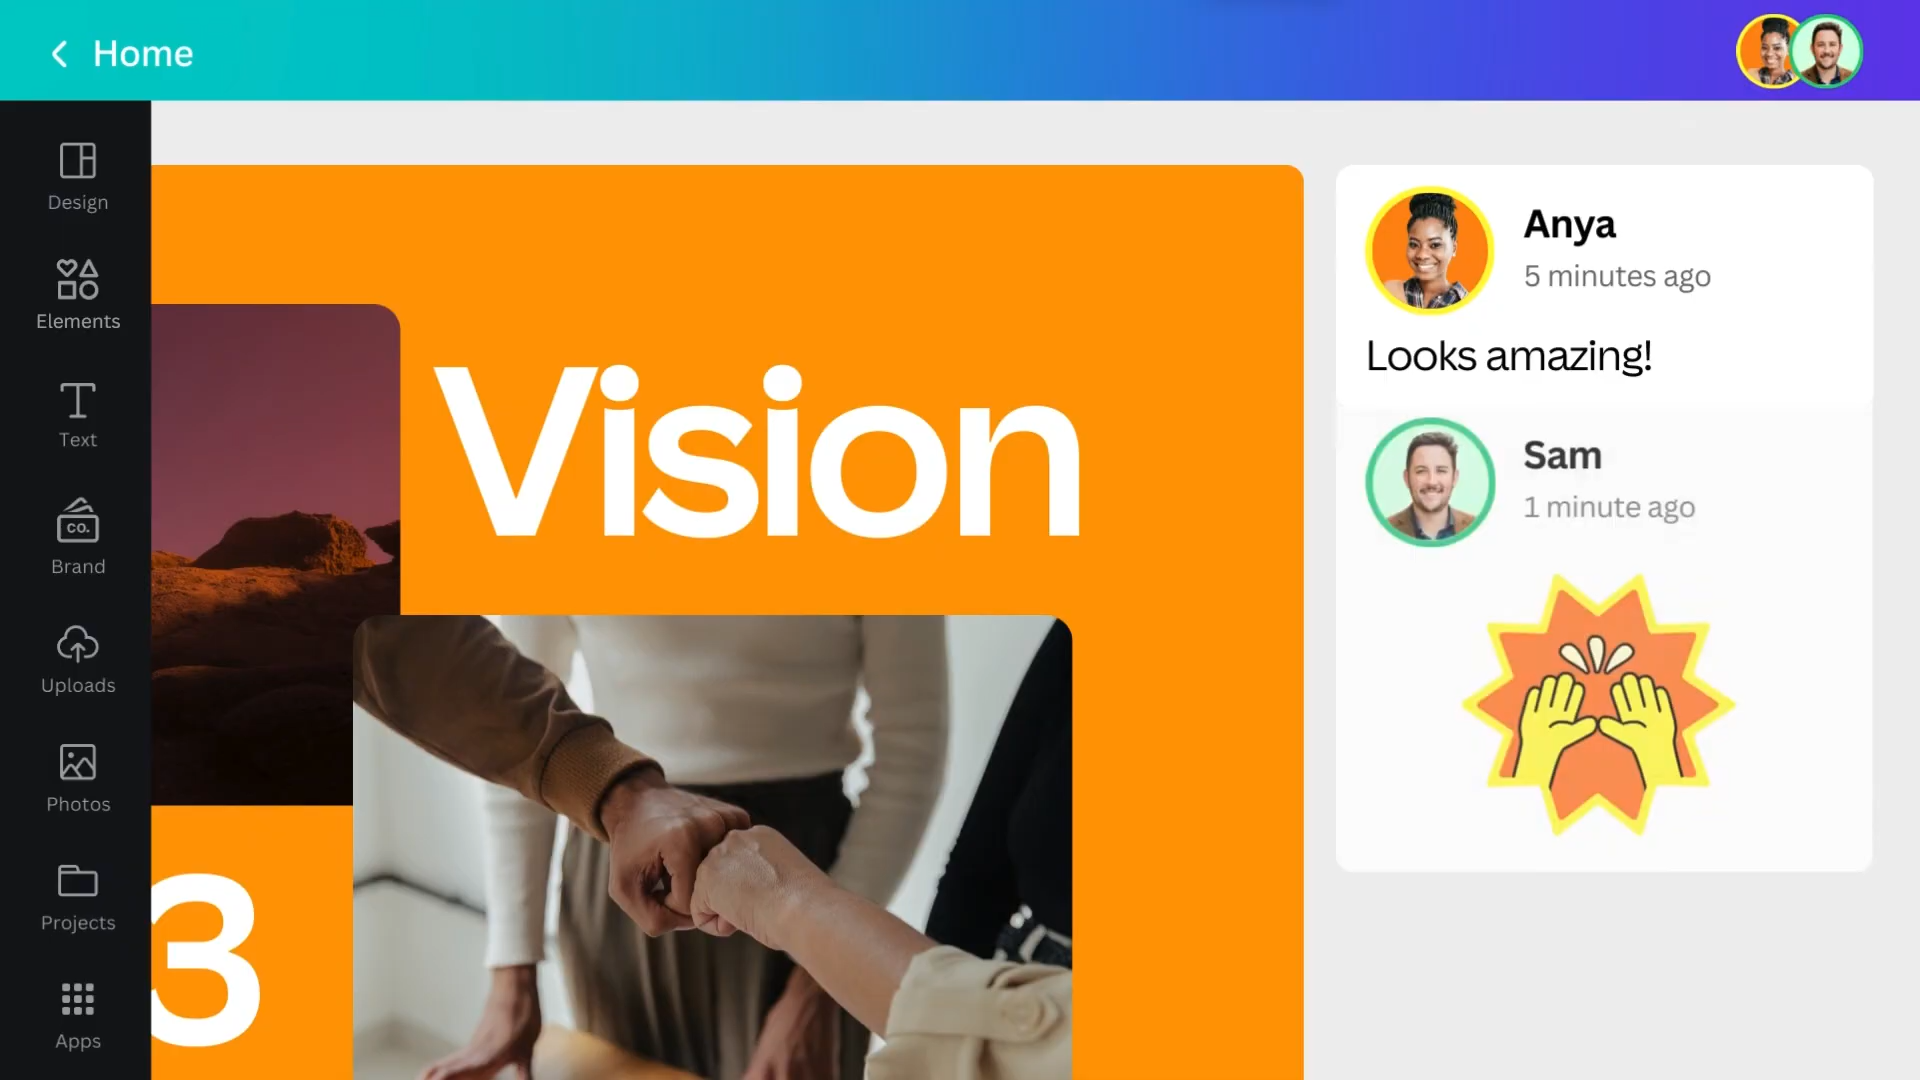 Home
Design
Elements
Text
CO.
Brand
Uploads
Photos
Projects
Apps
Vision
3
Anya
5 minutes ago
Looks amazing!
Sam
1 minute ago